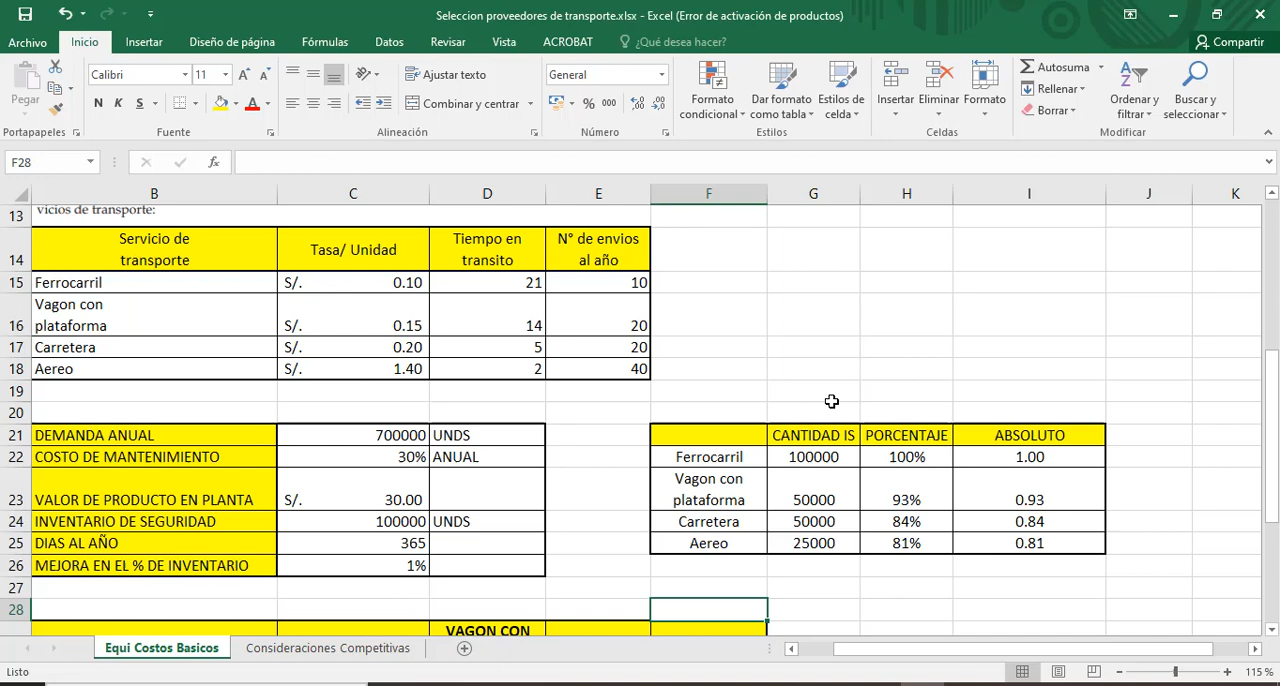 Seleccion proveedores de transporte.xlsx - Excel (Error de activación de productos)
Archivo Inicio Insertar Diseño de página Fórmulas Datos Revisar Vista ACROBAT ¿Qué desea hacer? Compartir
Pegar
Calibri 11
N K S
Ajustar texto
Combinar y centrar
General
% 000
Formato condicional
Dar formato como tabla
Estilos de celda
Insertar Eliminar Formato
Autosuma
Rellenar
Borrar
Ordenar y filtrar
Buscar y seleccionar
Portapapeles Fuente Alineación Número Estilos Celdas Modificar
F28 fx
B C D E F G H I J K
13 vicios de transporte:
14 Servicio de transporte Tasa/ Unidad Tiempo en transito N° de envios al año
15 Ferrocarril S/. 0.10 21 10
16 Vagon con plataforma S/. 0.15 14 20
17 Carretera S/. 0.20 5 20
18 Aereo S/. 1.40 2 40
19
20
21 DEMANDA ANUAL 700000 UNDS CANTIDAD IS PORCENTAJE ABSOLUTO
22 COSTO DE MANTENIMIENTO 30% ANUAL Ferrocarril 100000 100% 1.00
23 VALOR DE PRODUCTO EN PLANTA S/. 30.00 Vagon con plataforma 50000 93% 0.93
24 INVENTARIO DE SEGURIDAD 100000 UNDS Carretera 50000 84% 0.84
25 DIAS AL AÑO 365 Aereo 25000 81% 0.81
26 MEJORA EN EL % DE INVENTARIO 1%
27
28
VAGON CON
Equi Costos Basicos Consideraciones Competitivas
Listo 115 %